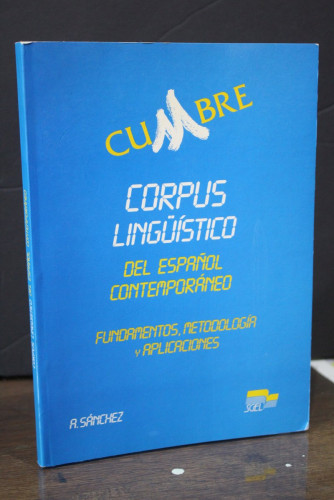 CUMBRE
CORPUS
LINGÜÍSTICO
DEL ESPAÑOL
CONTEMPORÁNEO
FUNDAMENTOS, METODOLOGÍA
Y APLICACIONES
A. SÁNCHEZ
SGEL